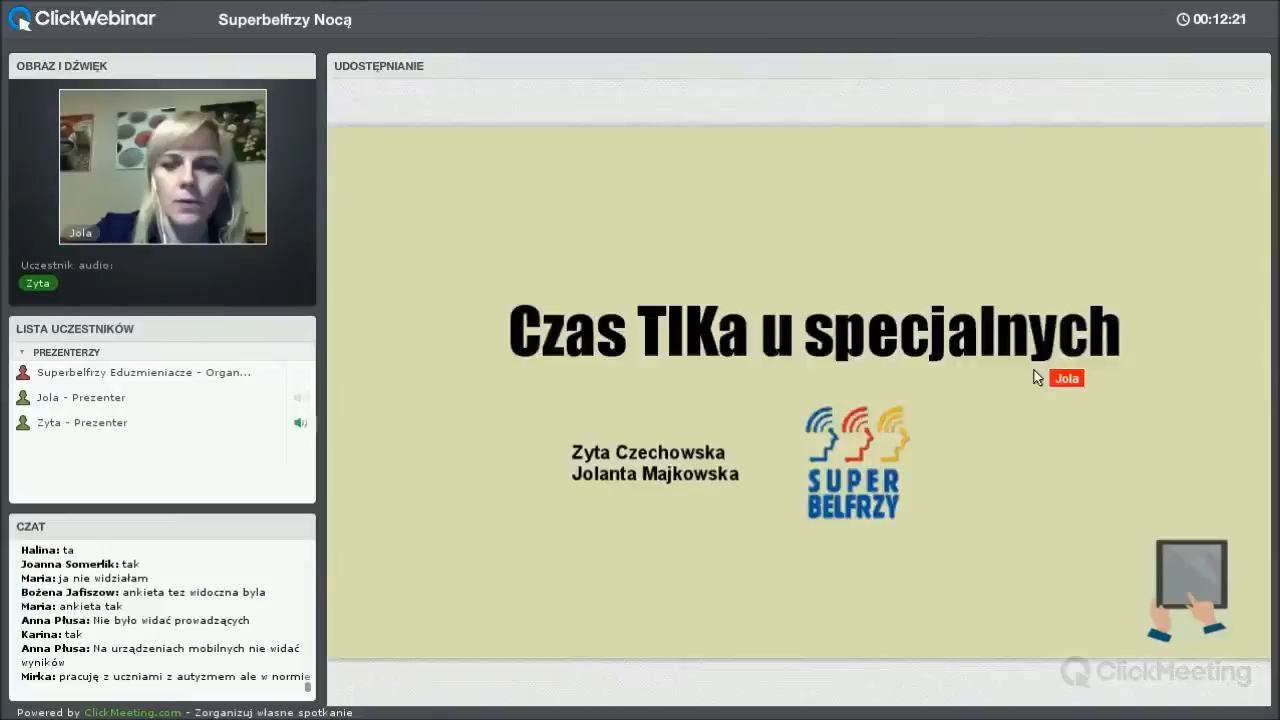 ClickWebinar
Superbelfrzy Nocą
00:12:21
OBRAZ I DŹWIĘK
Jola
Uczestnik audio:
Zyta
LISTA UCZESTNIKÓW
PREZENTERZY
Superbelfrzy Eduzmieniacze - Organ...
Jola - Prezenter
Zyta - Prezenter
CZAT
Halina: ta
Joanna Somerlik: tak
Maria: ja nie widziałam
Bożena Jafiszow: ankieta tez widoczna byla
Maria: ankieta tak
Anna Płusa: Nie było widać prowadzących
Karina: tak
Anna Płusa: Na urządzeniach mobilnych nie widać
wyników
Mirka: pracuję z uczniami z autyzmem ale w normie
UDOSTĘPNIANIE
Czas TIKa u specjalnych
Jola
Zyta Czechowska
Jolanta Majkowska
SUPER
BELFRZY
ClickMeeting
Powered by ClickMeeting.com - Zorganizuj własne spotkanie